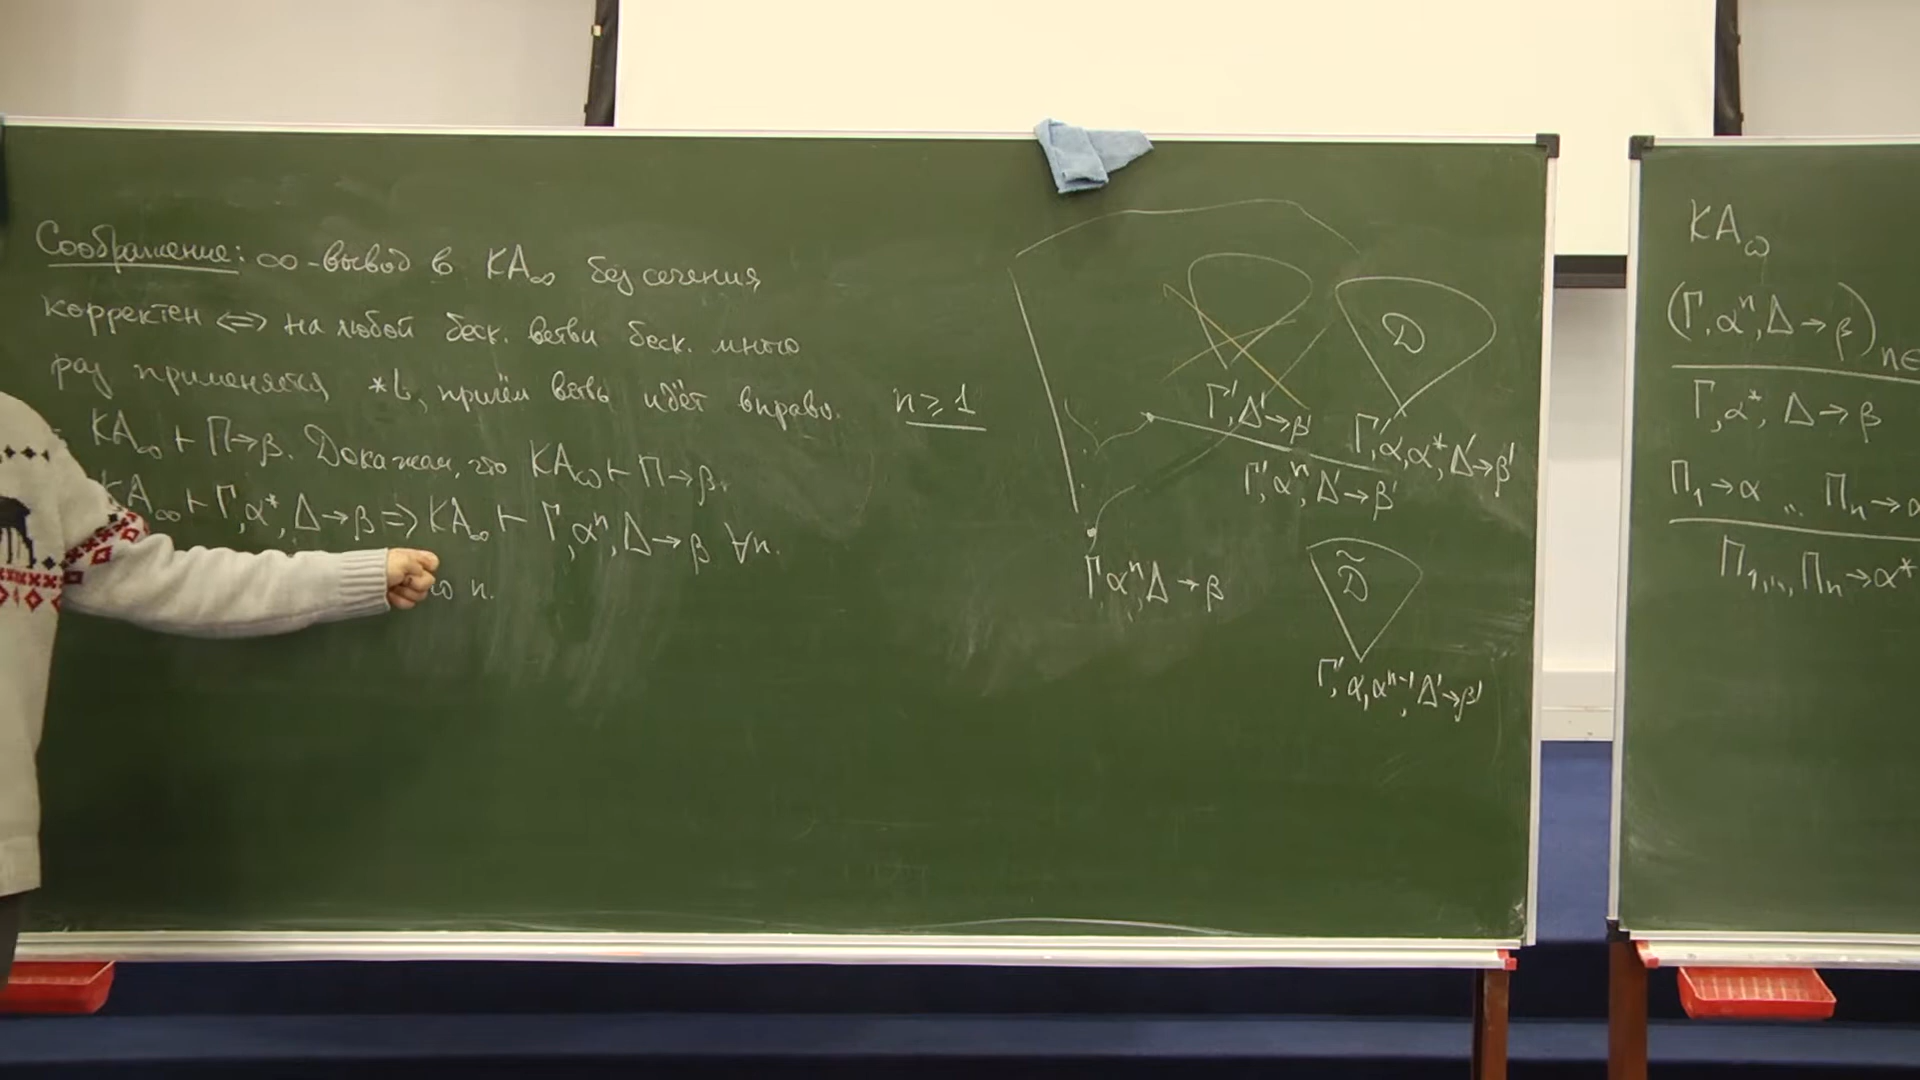 Соображение: ∞-вывод в KA∞ без сечения
корректен ⟺ на любой беск. ветви беск. много
раз применяется *L, причём ветвь идёт вправо.
n ≥ 1
KA∞ ⊢ Π→β. Докажем, что KAω ⊢ Π→β.
KA∞ ⊢ Γ, α*, Δ→β ⇒ KA∞ ⊢ Γ, αⁿ, Δ→β ∀n.
n.
D
Γ', Δ'→β'
Γ', α, α*, Δ'→β'
Γ', αⁿ, Δ'→β'
Γ αⁿ, Δ→β
D̃
Γ', α, αⁿ⁻¹, Δ'→β'
KAω
(Γ, αⁿ, Δ→β)n∈
Γ, α*, Δ→β
Π₁→α .. Πn→α
Π₁,.., Πn→α*